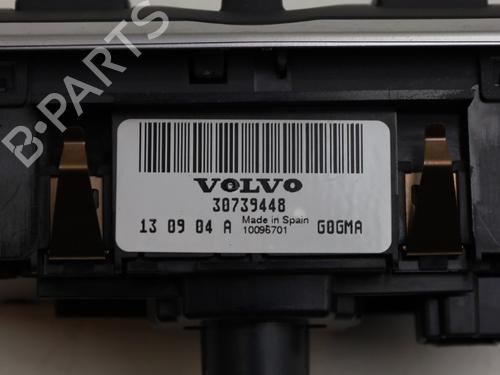 B-PARTS
VOLVO
30739448
13 09 04 A Made in Spain G0GMA
10096701